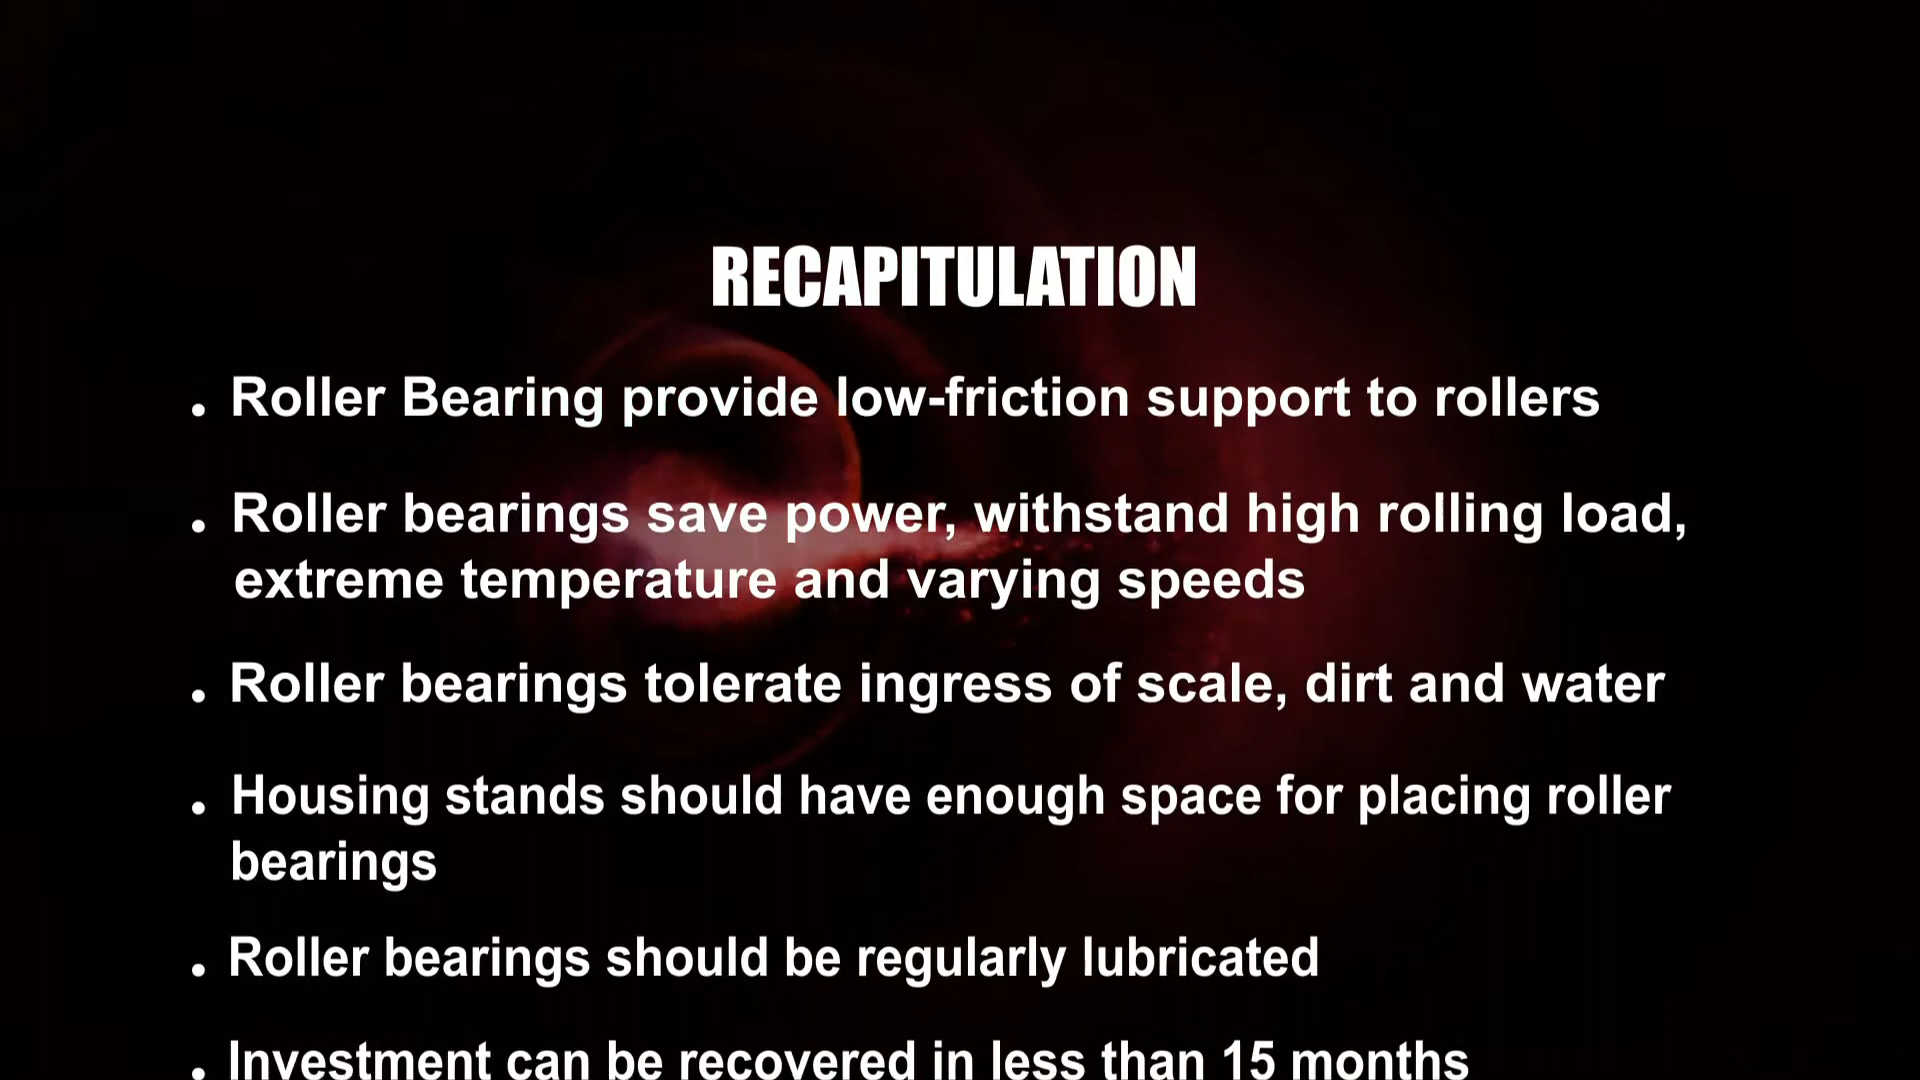 RECAPITULATION
. Roller Bearing provide low-friction support to rollers
. Roller bearings save power, withstand high rolling load,
extreme temperature and varying speeds
. Roller bearings tolerate ingress of scale, dirt and water
. Housing stands should have enough space for placing roller
bearings
. Roller bearings should be regularly lubricated
. Investment can be recovered in less than 15 months